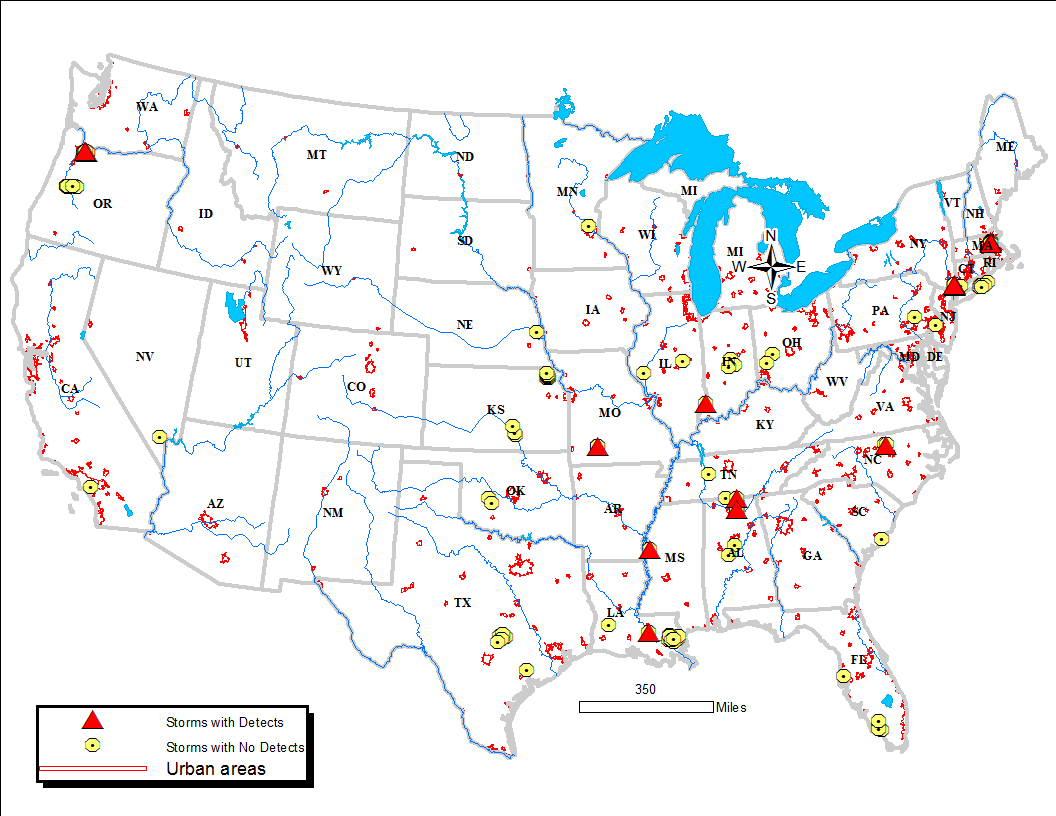 WA
ME
MT
ND
MN
MI
VT
NH
OR
ID
SD
WI
NY
MA
N
MI
W
E
S
RI
CT
WY
NE
IA
PA
NJ
NV
UT
CO
IL
IN
OH
MD
DE
CA
KS
MO
WV
VA
KY
AZ
NM
OK
AR
TN
NC
SC
MS
AL
GA
TX
LA
FL
350
Miles
Storms with Detects
Storms with No Detects
Urban areas